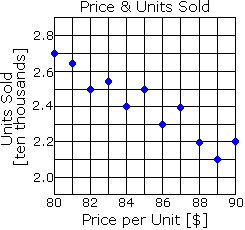 Price & Units Sold
Units Sold
[ten thousands]
2.8
2.6
2.4
2.2
2.0
80 82 84 86 88 90
Price per Unit [$]